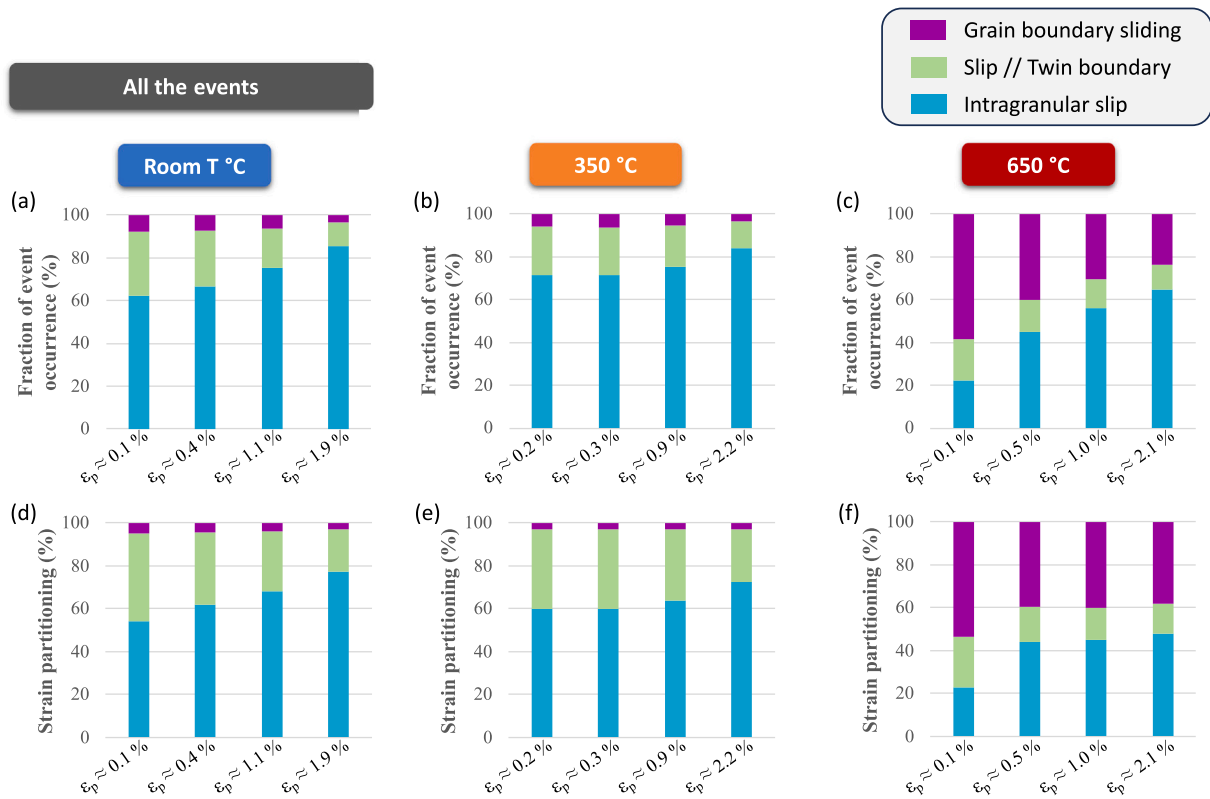 Grain boundary sliding
Slip // Twin boundary
Intragranular slip
All the events
Room T °C
350 °C
650 °C
(a)
Fraction of event
occurrence (%)
100
80
60
40
20
0
εp ≈ 0.1 %
εp ≈ 0.4 %
εp ≈ 1.1 %
εp ≈ 1.9 %
(b)
Fraction of event
occurrence (%)
100
80
60
40
20
0
εp ≈ 0.2 %
εp ≈ 0.3 %
εp ≈ 0.9 %
εp ≈ 2.2 %
(c)
Fraction of event
occurrence (%)
100
80
60
40
20
0
εp ≈ 0.1 %
εp ≈ 0.5 %
εp ≈ 1.0 %
εp ≈ 2.1 %
(d)
Strain partitioning (%)
100
80
60
40
20
0
εp ≈ 0.1 %
εp ≈ 0.4 %
εp ≈ 1.1 %
εp ≈ 1.9 %
(e)
Strain partitioning (%)
100
80
60
40
20
0
εp ≈ 0.2 %
εp ≈ 0.3 %
εp ≈ 0.9 %
εp ≈ 2.2 %
(f)
Strain partitioning (%)
100
80
60
40
20
0
εp ≈ 0.1 %
εp ≈ 0.5 %
εp ≈ 1.0 %
εp ≈ 2.1 %